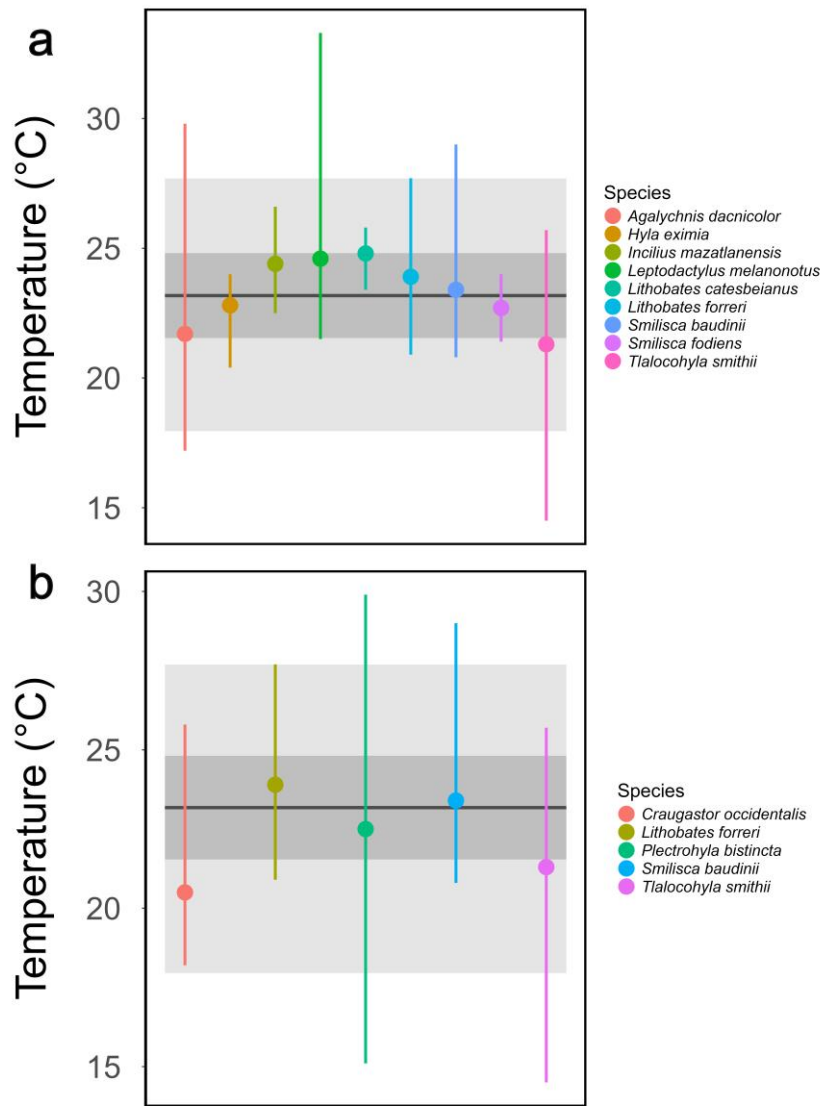 a
Temperature (°C)
30
25
20
15
Species
Agalychnis dacnicolor
Hyla eximia
Incilius mazatlanensis
Leptodactylus melanonotus
Lithobates catesbeianus
Lithobates forreri
Smilisca baudinii
Smilisca fodiens
Tlalocohyla smithii
b
Temperature (°C)
30
25
20
15
Species
Craugastor occidentalis
Lithobates forreri
Plectrohyla bistincta
Smilisca baudinii
Tlalocohyla smithii